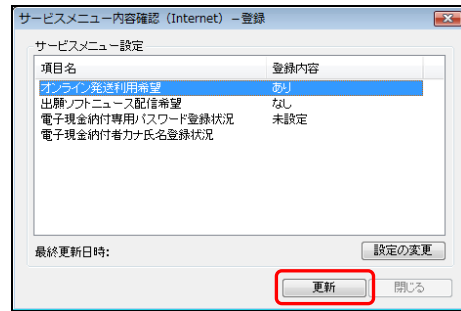 サービスメニュー内容確認（Internet）－登録
サービスメニュー設定
項目名 登録内容
オンライン発送利用希望 あり
出願ソフトニュース配信希望 なし
電子現金納付専用パスワード登録状況 未設定
電子現金納付者カナ氏名登録状況
最終更新日時:
設定の変更
更新 閉じる